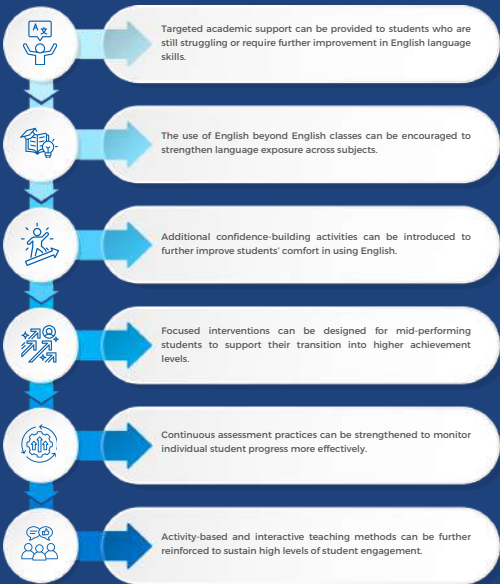 Targeted academic support can be provided to students who are
still struggling or require further improvement in English language
skills.
The use of English beyond English classes can be encouraged to
strengthen language exposure across subjects.
Additional confidence-building activities can be introduced to
further improve students' comfort in using English.
Focused interventions can be designed for mid-performing
students to support their transition into higher achievement
levels.
Continuous assessment practices can be strengthened to monitor
individual student progress more effectively.
Activity-based and interactive teaching methods can be further
reinforced to sustain high levels of student engagement.